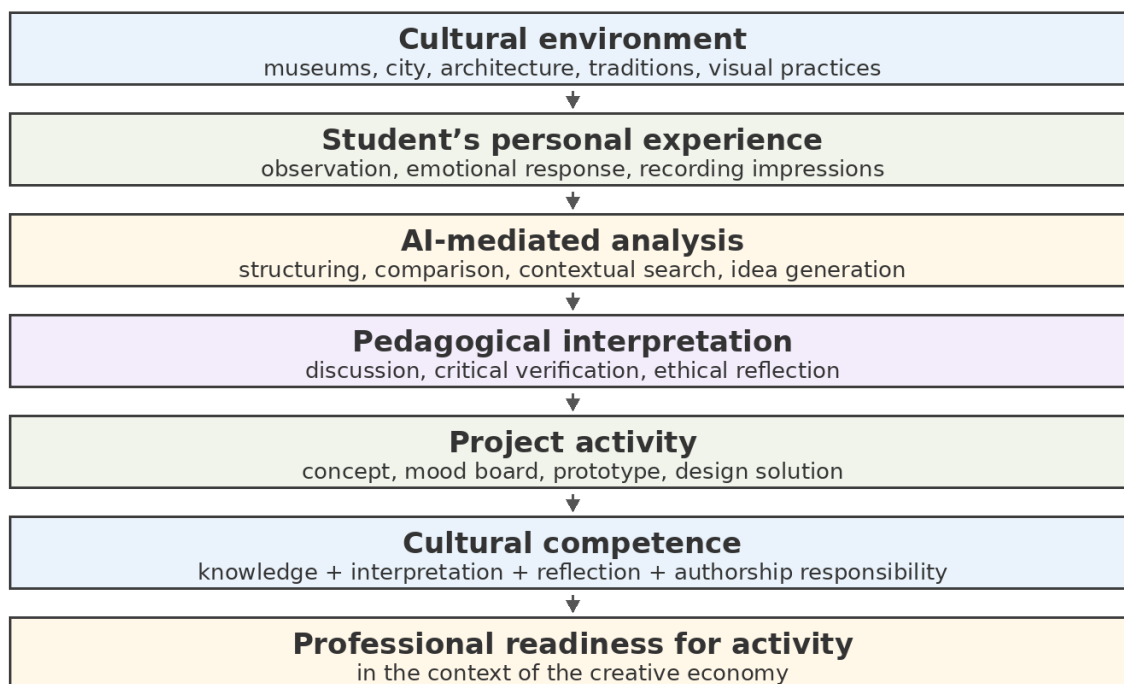 Cultural environment
museums, city, architecture, traditions, visual practices
Student’s personal experience
observation, emotional response, recording impressions
AI-mediated analysis
structuring, comparison, contextual search, idea generation
Pedagogical interpretation
discussion, critical verification, ethical reflection
Project activity
concept, mood board, prototype, design solution
Cultural competence
knowledge + interpretation + reflection + authorship responsibility
Professional readiness for activity
in the context of the creative economy